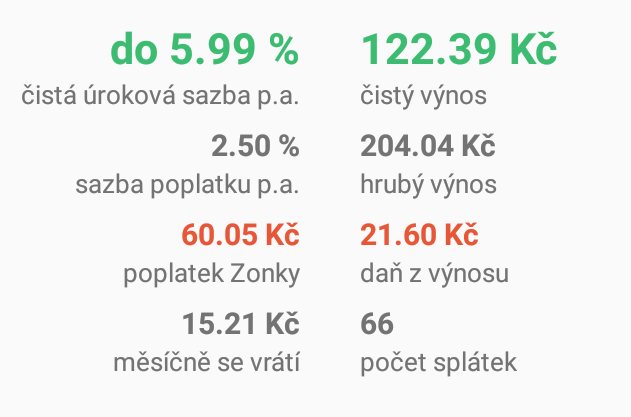 do 5.99 % 122.39 Kč
čistá úroková sazba p.a. čistý výnos
2.50 % 204.04 Kč
sazba poplatku p.a. hrubý výnos
60.05 Kč 21.60 Kč
poplatek Zonky daň z výnosu
15.21 Kč 66
měsíčně se vrátí počet splátek